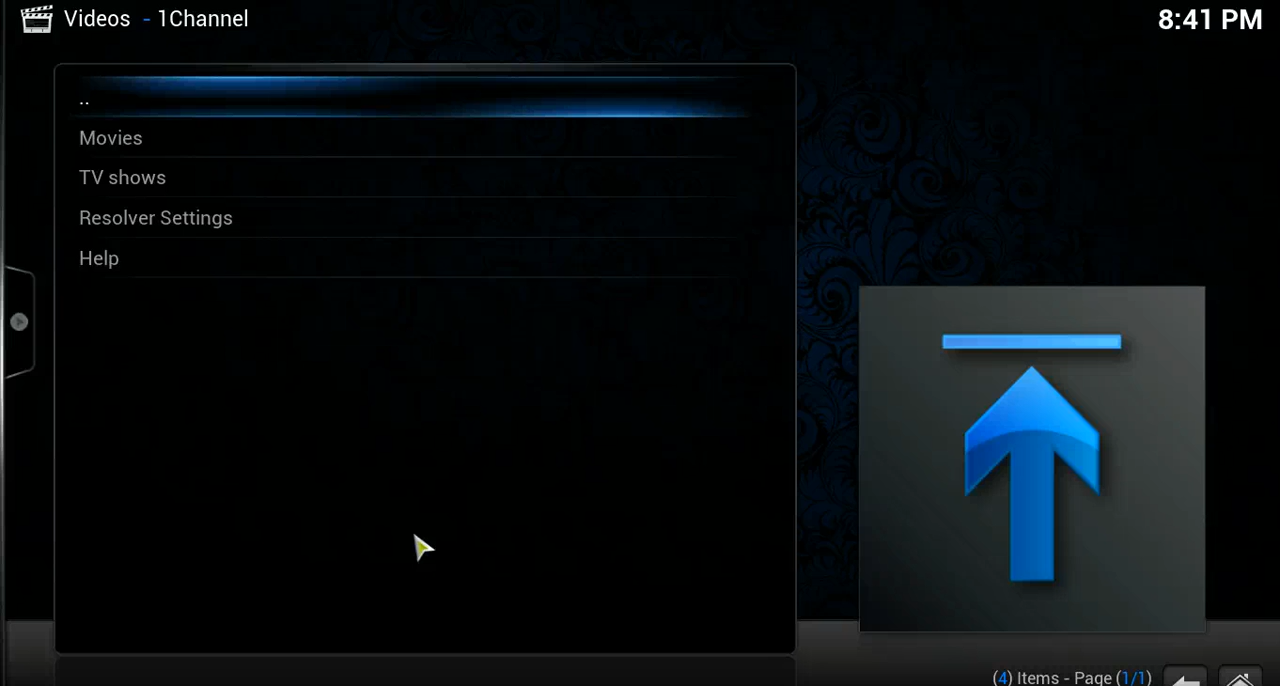 Videos - 1Channel
8:41 PM
..
Movies
TV shows
Resolver Settings
Help
(4) Items - Page (1/1)